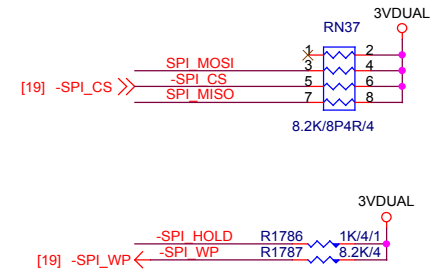 3VDUAL
RN37
1 2
SPI_MOSI 3 4
[19] -SPI_CS -SPI_CS 5 6
SPI_MISO 7 8
8.2K/8P4R/4
3VDUAL
-SPI_HOLD R1786 1K/4/1
[19] -SPI_WP -SPI_WP R1787 8.2K/4